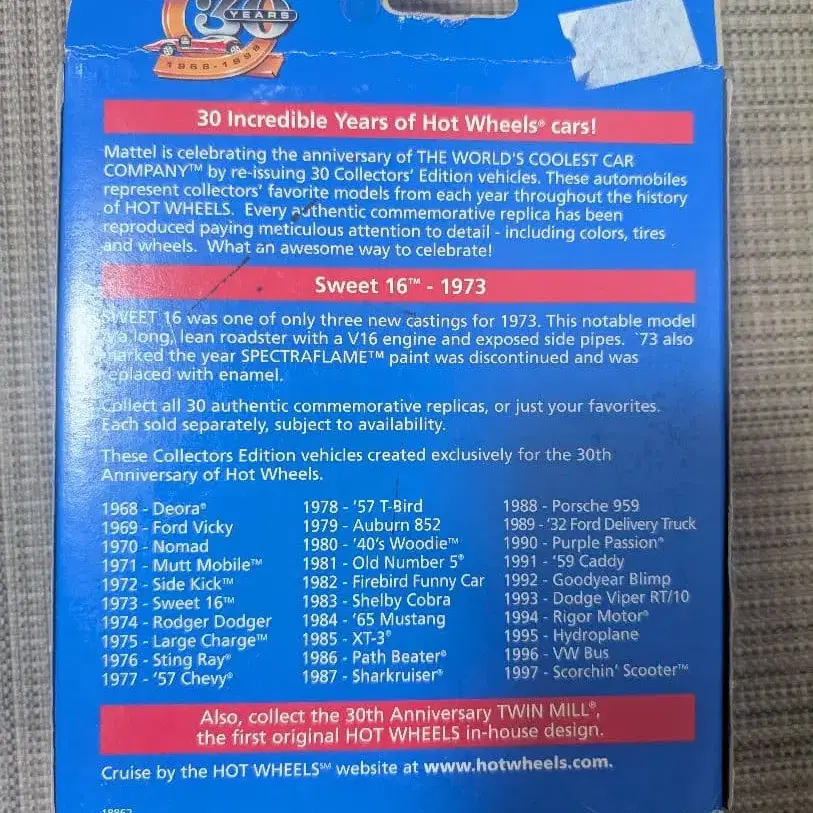 30
YEARS
1968-1998
30 Incredible Years of Hot Wheels® cars!
Mattel is celebrating the anniversary of THE WORLD'S COOLEST CAR
COMPANY™ by re-issuing 30 Collectors' Edition vehicles. These automobiles
represent collectors' favorite models from each year throughout the history
of HOT WHEELS. Every authentic commemorative replica has been
reproduced paying meticulous attention to detail - including colors, tires
and wheels. What an awesome way to celebrate!
Sweet 16™ - 1973
SWEET 16 was one of only three new castings for 1973. This notable model
a long, lean roadster with a V16 engine and exposed side pipes. '73 also
marked the year SPECTRAFLAME™ paint was discontinued and was
replaced with enamel.
Collect all 30 authentic commemorative replicas, or just your favorites.
Each sold separately, subject to availability.
These Collectors Edition vehicles created exclusively for the 30th
Anniversary of Hot Wheels.
1968 - Deora®
1969 - Ford Vicky
1970 - Nomad
1971 - Mutt Mobile™
1972 - Side Kick™
1973 - Sweet 16™
1974 - Rodger Dodger
1975 - Large Charge™
1976 - Sting Ray®
1977 - '57 Chevy®
1978 - '57 T-Bird
1979 - Auburn 852
1980 - '40's Woodie™
1981 - Old Number 5®
1982 - Firebird Funny Car
1983 - Shelby Cobra
1984 - '65 Mustang
1985 - XT-3®
1986 - Path Beater®
1987 - Sharkruiser®
1988 - Porsche 959
1989 - '32 Ford Delivery Truck
1990 - Purple Passion®
1991 - '59 Caddy
1992 - Goodyear Blimp
1993 - Dodge Viper RT/10
1994 - Rigor Motor®
1995 - Hydroplane
1996 - VW Bus
1997 - Scorchin' Scooter™
Also, collect the 30th Anniversary TWIN MILL®,
the first original HOT WHEELS in-house design.
Cruise by the HOT WHEELS℠ website at www.hotwheels.com.
18862